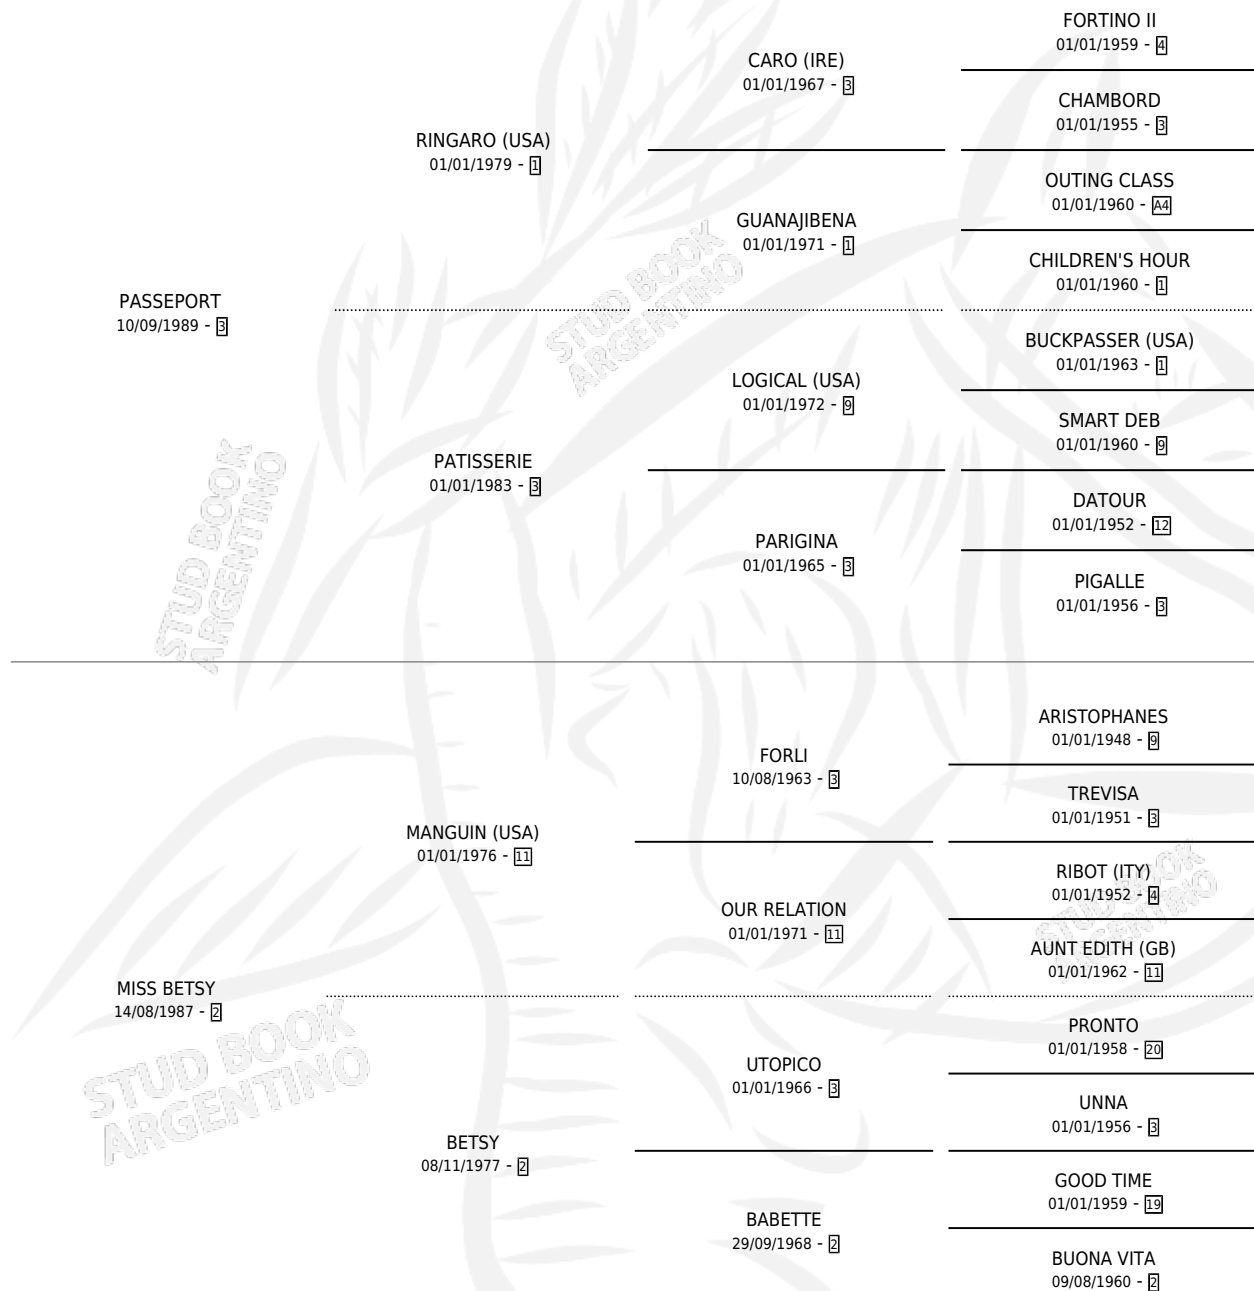 FORTINO II
01/01/1959 - 4
CARO (IRE)
01/01/1967 - 3
CHAMBORD
01/01/1955 - 3
RINGARO (USA)
01/01/1979 - 1
OUTING CLASS
01/01/1960 - A4
GUANAJIBENA
01/01/1971 - 1
CHILDREN'S HOUR
01/01/1960 - 1
PASSEPORT
10/09/1989 - 3
BUCKPASSER (USA)
01/01/1963 - 1
LOGICAL (USA)
01/01/1972 - 9
SMART DEB
01/01/1960 - 9
PATISSERIE
01/01/1983 - 3
DATOUR
01/01/1952 - 12
PARIGINA
01/01/1965 - 3
PIGALLE
01/01/1956 - 3
ARISTOPHANES
01/01/1948 - 9
FORLI
10/08/1963 - 3
TREVISA
01/01/1951 - 3
MANGUIN (USA)
01/01/1976 - 11
RIBOT (ITY)
01/01/1952 - 4
OUR RELATION
01/01/1971 - 11
AUNT EDITH (GB)
01/01/1962 - 11
MISS BETSY
14/08/1987 - 2
PRONTO
01/01/1958 - 20
UTOPICO
01/01/1966 - 3
UNNA
01/01/1956 - 3
BETSY
08/11/1977 - 2
GOOD TIME
01/01/1959 - 19
BABETTE
29/09/1968 - 2
BUONA VITA
09/08/1960 - 2
STUD BOOK
ARGENTINO
STUD BOOK
ARGENTINO
STUD BOOK
ARGENTINO
STUD BOOK
ARGENTINO